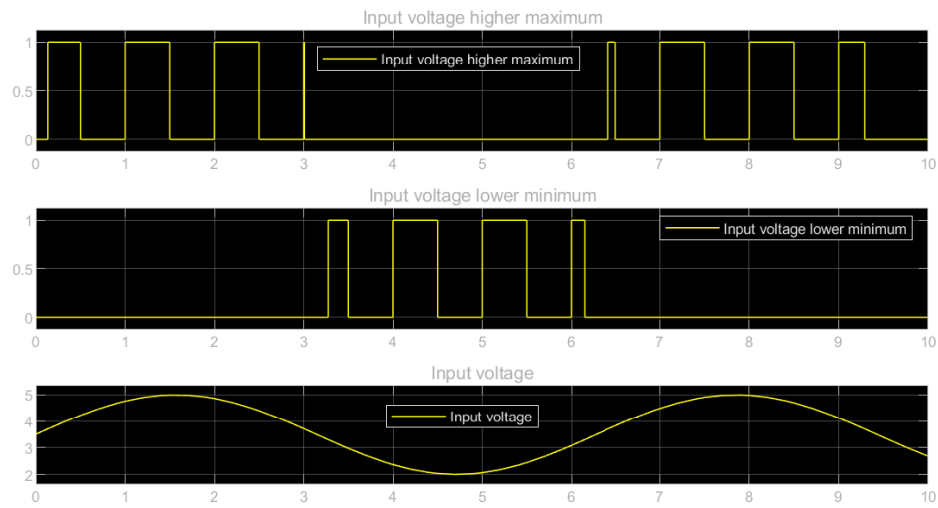 Input voltage higher maximum
1
Input voltage higher maximum
0.5
0
0 1 2 3 4 5 6 7 8 9 10
Input voltage lower minimum
1
Input voltage lower minimum
0.5
0
0 1 2 3 4 5 6 7 8 9 10
Input voltage
5
Input voltage
4
3
2
0 1 2 3 4 5 6 7 8 9 10